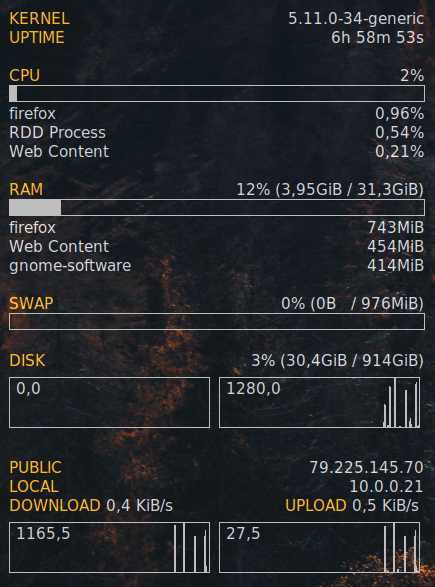 KERNEL 5.11.0-34-generic
UPTIME 6h 58m 53s
CPU 2%
firefox 0,96%
RDD Process 0,54%
Web Content 0,21%
RAM 12% (3,95GiB / 31,3GiB)
firefox 743MiB
Web Content 454MiB
gnome-software 414MiB
SWAP 0% (0B / 976MiB)
DISK 3% (30,4GiB / 914GiB)
0,0 1280,0
PUBLIC 79.225.145.70
LOCAL 10.0.0.21
DOWNLOAD 0,4 KiB/s UPLOAD 0,5 KiB/s
1165,5 27,5